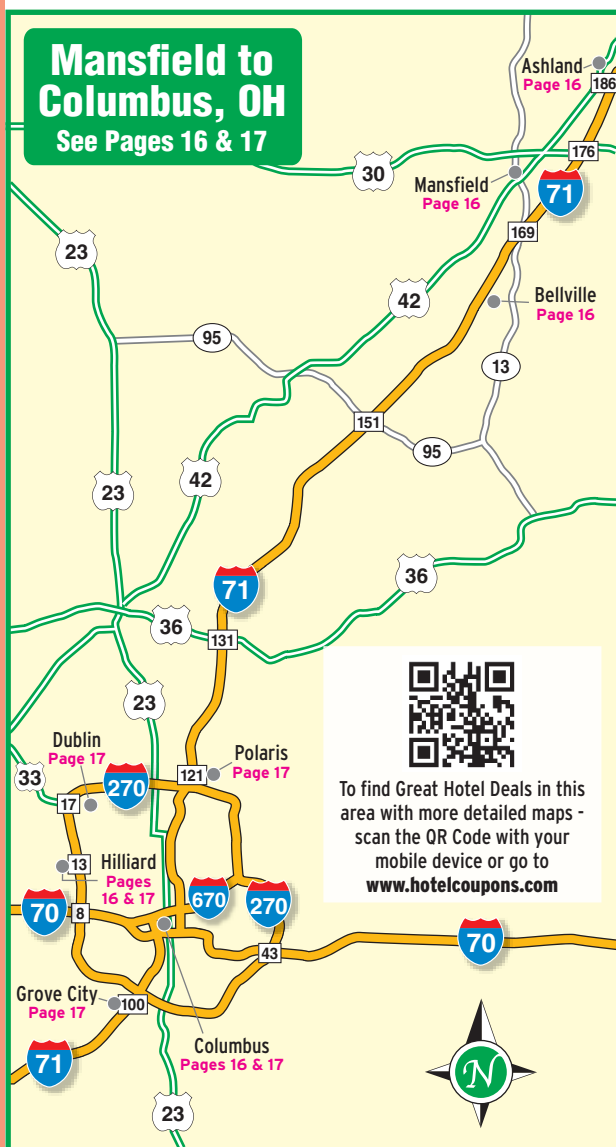 Mansfield to
Columbus, OH
See Pages 16 & 17
Ashland
Page 16
186
176
30
Mansfield
Page 16
71
169
23
42
Bellville
Page 16
95
13
151
95
42
23
36
71
36
131
23
Dublin
Page 17
Polaris
Page 17
33
270
121
17
To find Great Hotel Deals in this
area with more detailed maps -
scan the QR Code with your
mobile device or go to
www.hotelcoupons.com
13
Hilliard
Pages
16 & 17
670
270
70
8
70
43
Grove City
Page 17
100
Columbus
Pages 16 & 17
71
23
N